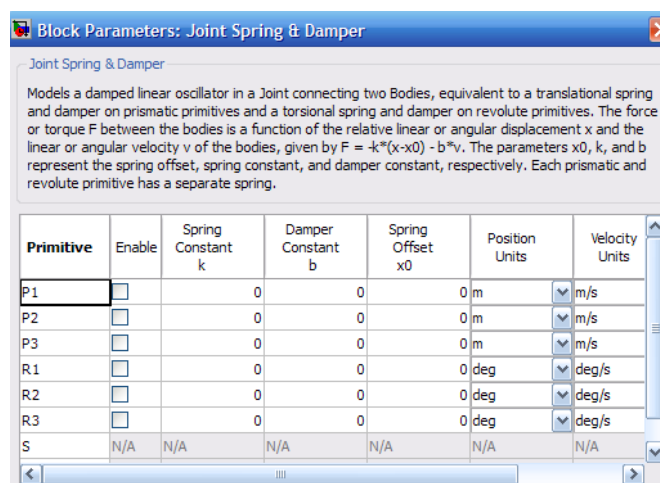 Block Parameters: Joint Spring & Damper
Joint Spring & Damper
Models a damped linear oscillator in a Joint connecting two Bodies, equivalent to a translational spring
and damper on prismatic primitives and a torsional spring and damper on revolute primitives. The force
or torque F between the bodies is a function of the relative linear or angular displacement x and the
linear or angular velocity v of the bodies, given by F = -k*(x-x0) - b*v. The parameters x0, k, and b
represent the spring offset, spring constant, and damper constant, respectively. Each prismatic and
revolute primitive has a separate spring.
Primitive Enable Spring Constant k Damper Constant b Spring Offset x0 Position Units Velocity Units
P1 0 0 0 m m/s
P2 0 0 0 m m/s
P3 0 0 0 m m/s
R1 0 0 0 deg deg/s
R2 0 0 0 deg deg/s
R3 0 0 0 deg deg/s
S N/A N/A N/A N/A N/A N/A